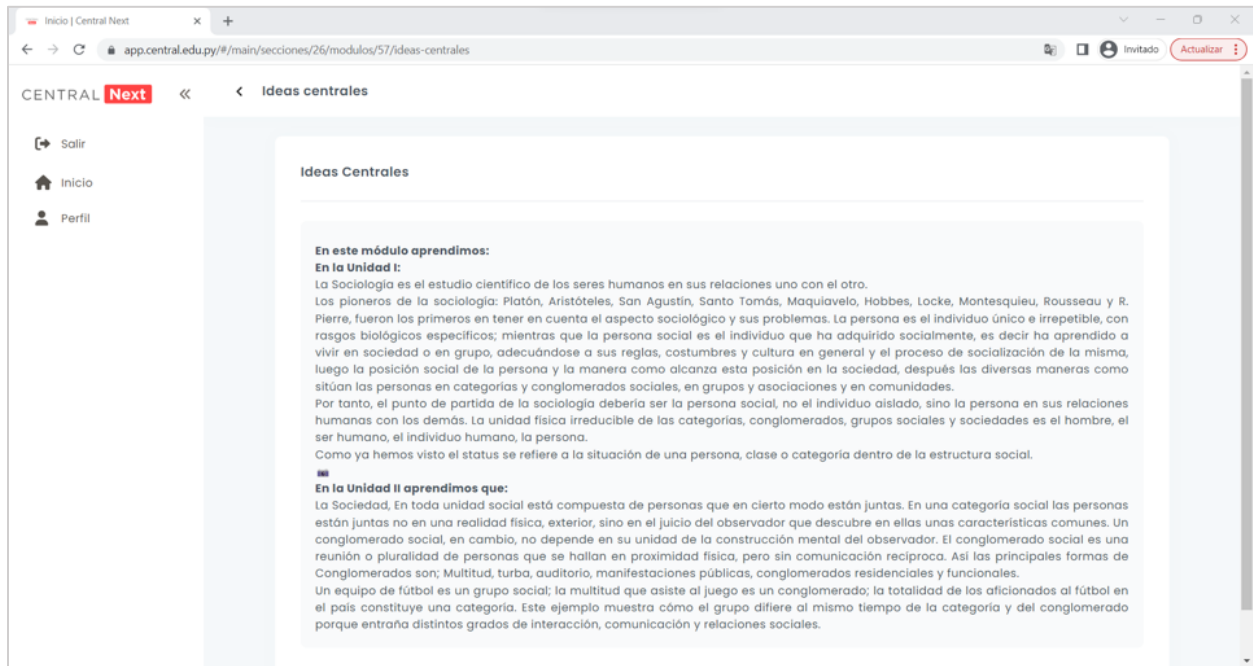 Inicio | Central Next
app.central.edu.py/#/main/secciones/26/modulos/57/ideas-centrales
Invitado
Actualizar
CENTRAL Next
Ideas centrales
Salir
Inicio
Perfil
Ideas Centrales
En este módulo aprendimos:
En la Unidad I:
La Sociología es el estudio científico de los seres humanos en sus relaciones uno con el otro.
Los pioneros de la sociología: Platón, Aristóteles, San Agustín, Santo Tomás, Maquiavelo, Hobbes, Locke, Montesquieu, Rousseau y R.
Pierre, fueron los primeros en tener en cuenta el aspecto sociológico y sus problemas. La persona es el individuo único e irrepetible, con
rasgos biológicos específicos; mientras que la persona social es el individuo que ha adquirido socialmente, es decir ha aprendido a
vivir en sociedad o en grupo, adecuándose a sus reglas, costumbres y cultura en general y el proceso de socialización de la misma,
luego la posición social de la persona y la manera como alcanza esta posición en la sociedad, después las diversas maneras como
sitúan las personas en categorías y conglomerados sociales, en grupos y asociaciones y en comunidades.
Por tanto, el punto de partida de la sociología debería ser la persona social, no el individuo aislado, sino la persona en sus relaciones
humanas con los demás. La unidad física irreducible de las categorías, conglomerados, grupos sociales y sociedades es el hombre, el
ser humano, el individuo humano, la persona.
Como ya hemos visto el status se refiere a la situación de una persona, clase o categoría dentro de la estructura social.
En la Unidad II aprendimos que:
La Sociedad, En toda unidad social está compuesta de personas que en cierto modo están juntas. En una categoría social las personas
están juntas no en una realidad física, exterior, sino en el juicio del observador que descubre en ellas unas características comunes. Un
conglomerado social, en cambio, no depende en su unidad de la construcción mental del observador. El conglomerado social es una
reunión o pluralidad de personas que se hallan en proximidad física, pero sin comunicación recíproca. Así las principales formas de
Conglomerados son; Multitud, turba, auditorio, manifestaciones públicas, conglomerados residenciales y funcionales.
Un equipo de fútbol es un grupo social; la multitud que asiste al juego es un conglomerado; la totalidad de los aficionados al fútbol en
el país constituye una categoría. Este ejemplo muestra cómo el grupo difiere al mismo tiempo de la categoría y del conglomerado
porque entraña distintos grados de interacción, comunicación y relaciones sociales.